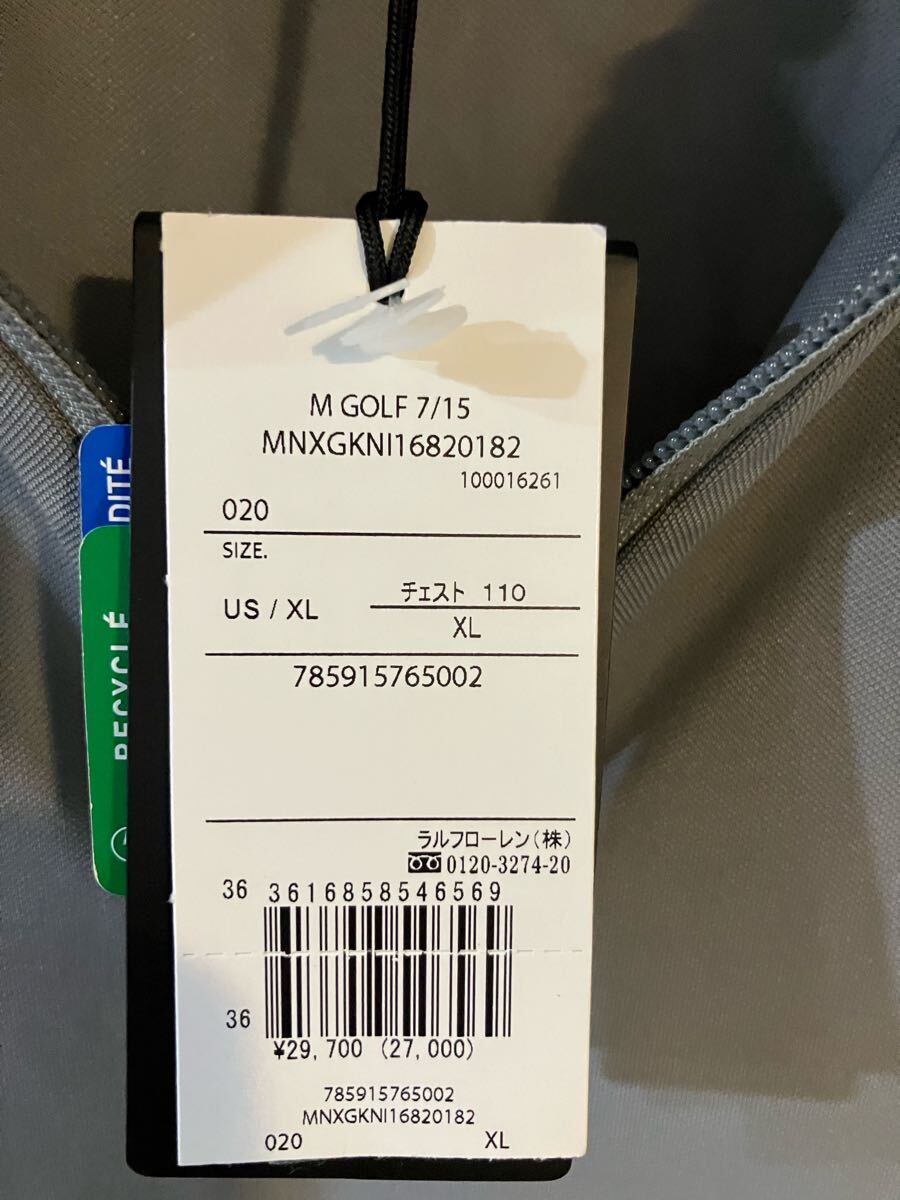 M GOLF 7/15
MNXGKNI16820182
100016261
020
SIZE.
US / XL
チェスト 110
XL
785915765002
ラルフローレン(株)
0120-3274-20
36 3616858546569
36
¥29,700 (27,000)
785915765002
MNXGKNI16820182
020 XL
DITÉ
RECYCLÉ